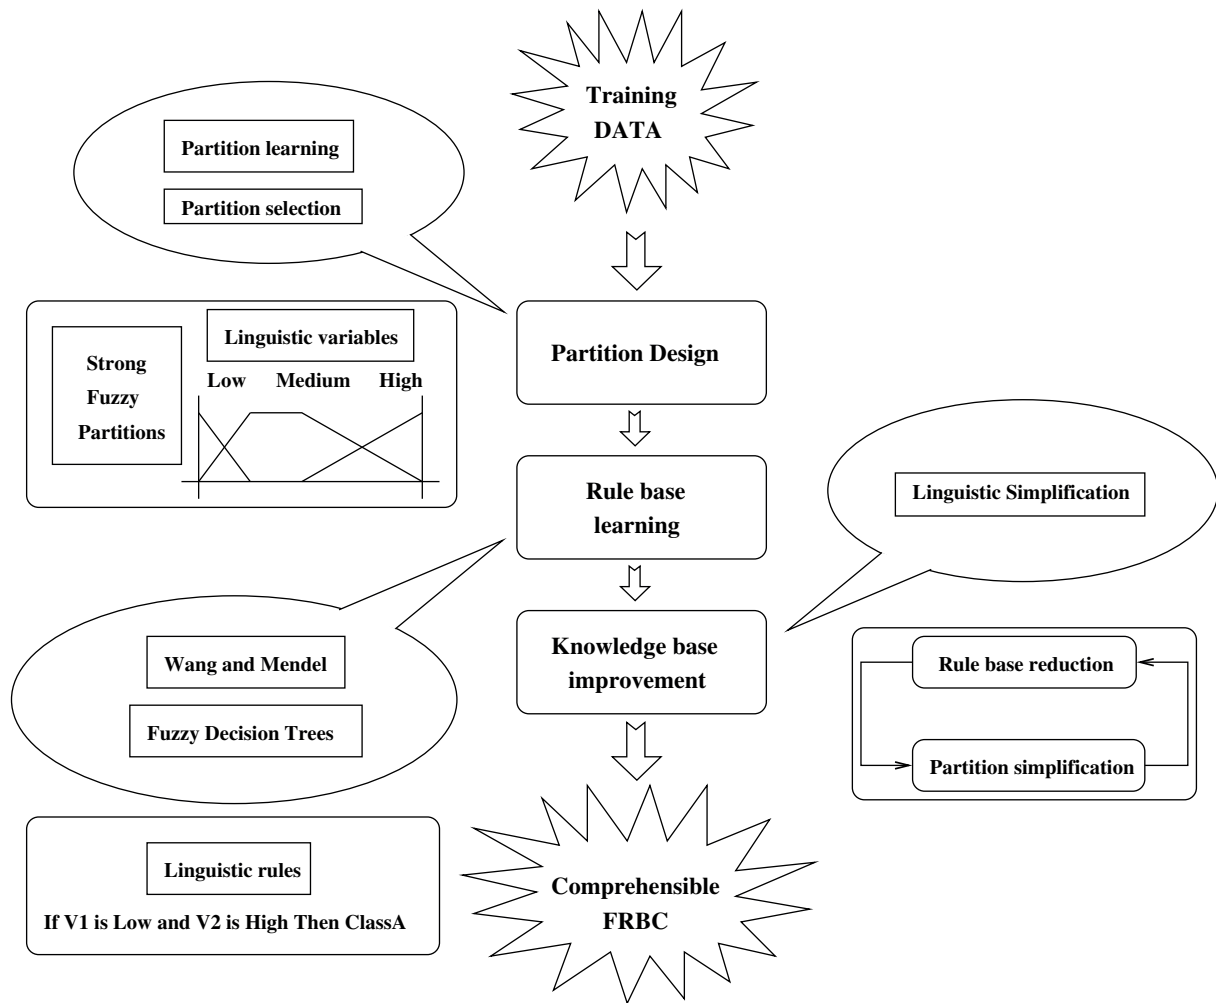 Training
DATA
Partition learning
Partition selection
Linguistic variables
Strong
Fuzzy
Partitions
Low Medium High
Partition Design
Rule base
learning
Linguistic Simplification
Wang and Mendel
Fuzzy Decision Trees
Knowledge base
improvement
Rule base reduction
Partition simplification
Linguistic rules
If V1 is Low and V2 is High Then ClassA
Comprehensible
FRBC